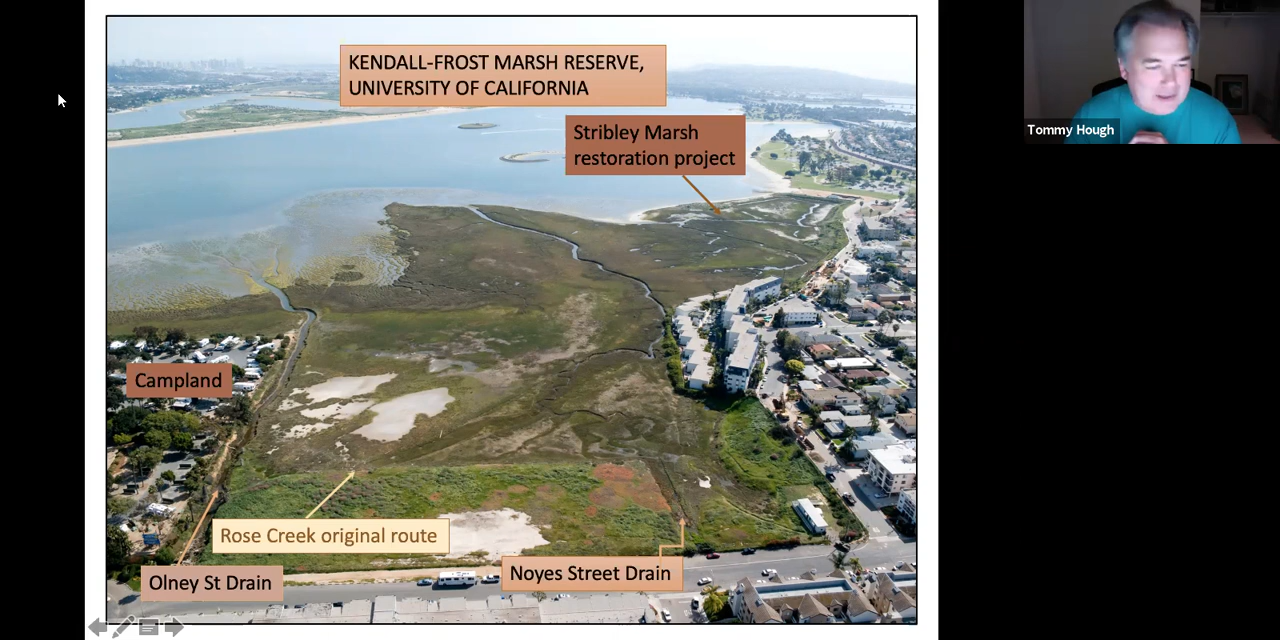 KENDALL-FROST MARSH RESERVE,
UNIVERSITY OF CALIFORNIA
Stribley Marsh
restoration project
Tommy Hough
Campland
Rose Creek original route
Olney St Drain
Noyes Street Drain